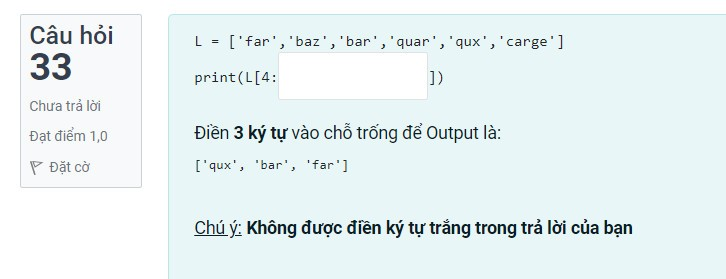 Câu hỏi
33
Chưa trả lời
Đạt điểm 1,0
Đặt cờ
L = ['far','baz','bar','quar','qux','carge']
print(L[4: ])
Điền 3 ký tự vào chỗ trống để Output là:
['qux', 'bar', 'far']
Chú ý: Không được điền ký tự trắng trong trả lời của bạn